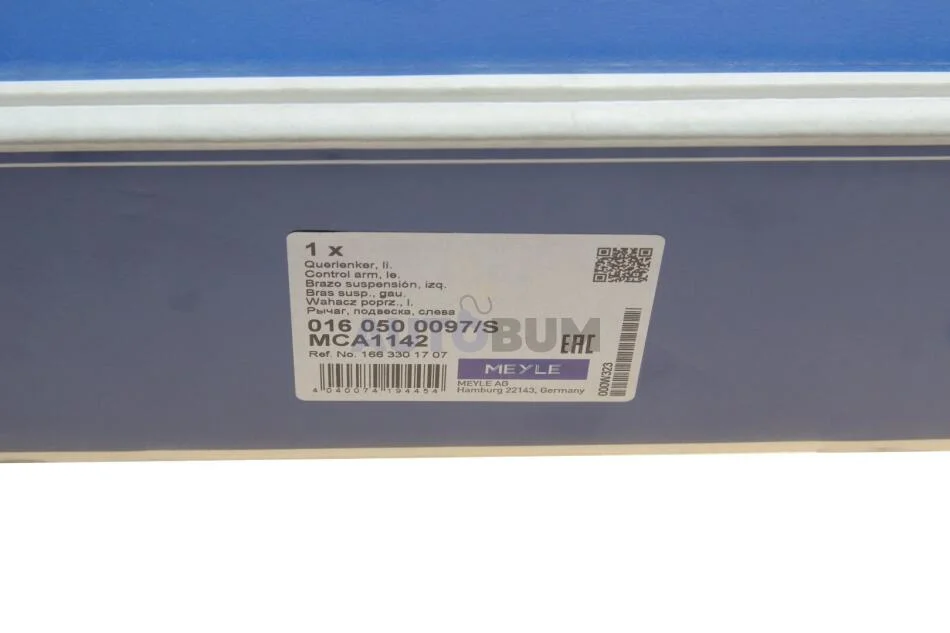 1 x
Querlenker, li.
Control arm, le.
Brazo suspensión, izq.
Bras susp., gau.
Wahacz poprz., l.
Рычаг, подвеска, слева
016 050 0097/S
MCA1142
Ref. No. 166 330 17 07
4 040074 194454
AUTOBUM
EAC
MEYLE
MEYLE AG
Hamburg 22143, Germany
000W323